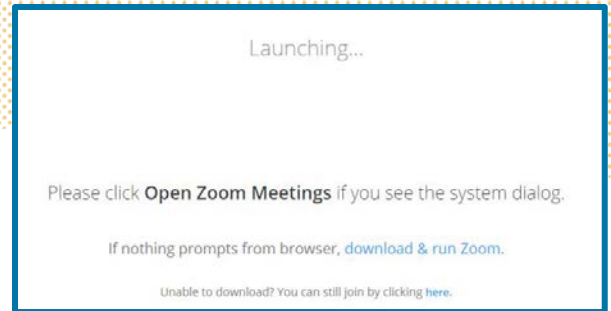 Launching...
Please click Open Zoom Meetings if you see the system dialog.
If nothing prompts from browser, download & run Zoom.
Unable to download? You can still join by clicking here.